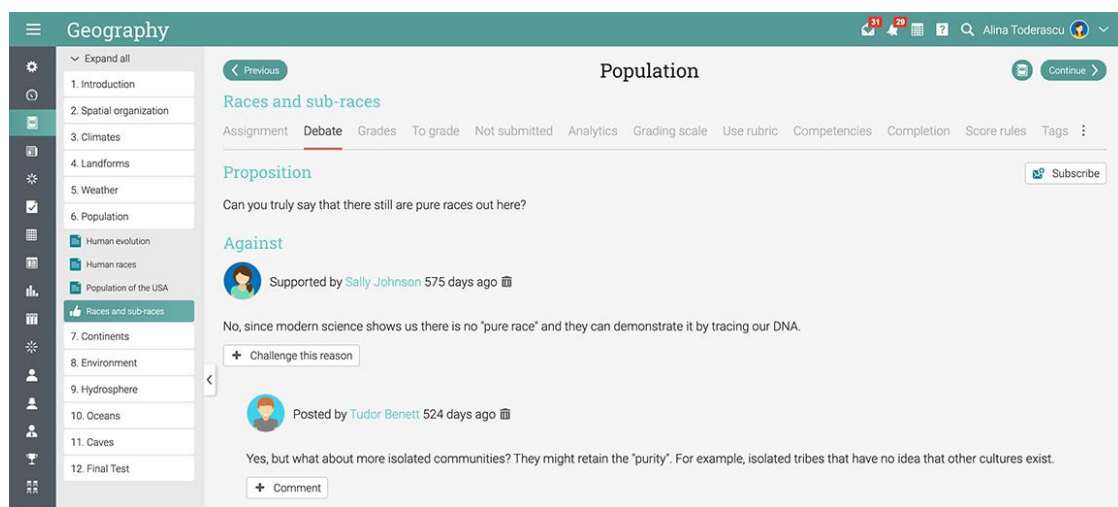 Geography
31 29 ? Alina Toderascu
Expand all
1. Introduction
2. Spatial organization
3. Climates
4. Landforms
5. Weather
6. Population
Human evolution
Human races
Population of the USA
Races and sub-races
7. Continents
8. Environment
9. Hydrosphere
10. Oceans
11. Caves
12. Final Test
Previous
Population
Continue
Races and sub-races
Assignment Debate Grades To grade Not submitted Analytics Grading scale Use rubric Competencies Completion Score rules Tags
Proposition
Subscribe
Can you truly say that there still are pure races out here?
Against
Supported by Sally Johnson 575 days ago
No, since modern science shows us there is no "pure race" and they can demonstrate it by tracing our DNA.
+ Challenge this reason
Posted by Tudor Benett 524 days ago
Yes, but what about more isolated communities? They might retain the "purity". For example, isolated tribes that have no idea that other cultures exist.
+ Comment